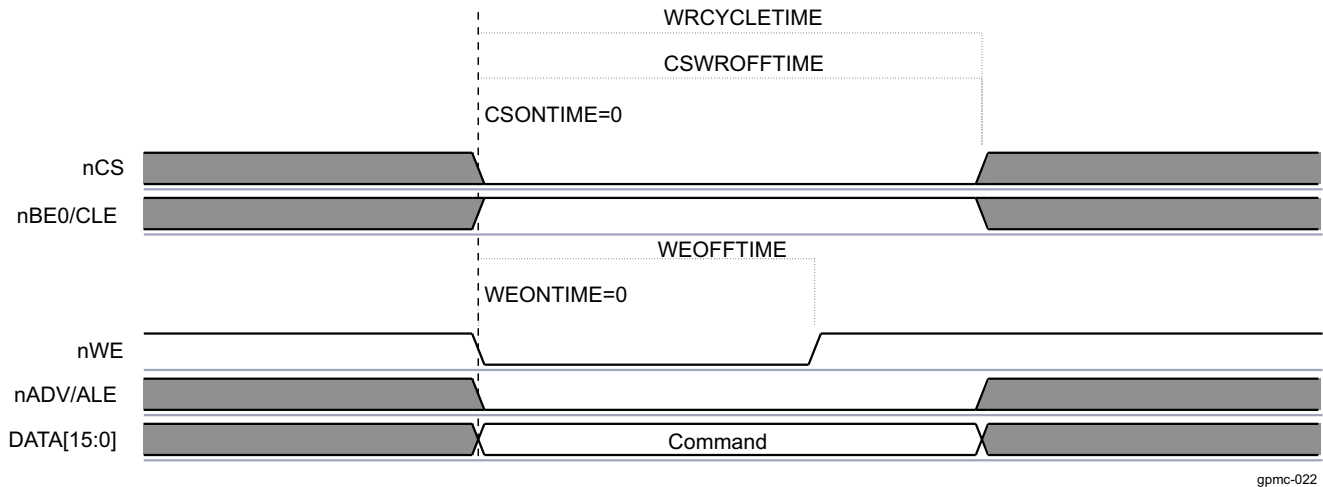 WRCYCLETIME
CSWROFFTIME
CSONTIME=0
nCS
nBE0/CLE
WEOFFTIME
WEONTIME=0
nWE
nADV/ALE
DATA[15:0] Command
gpmc-022